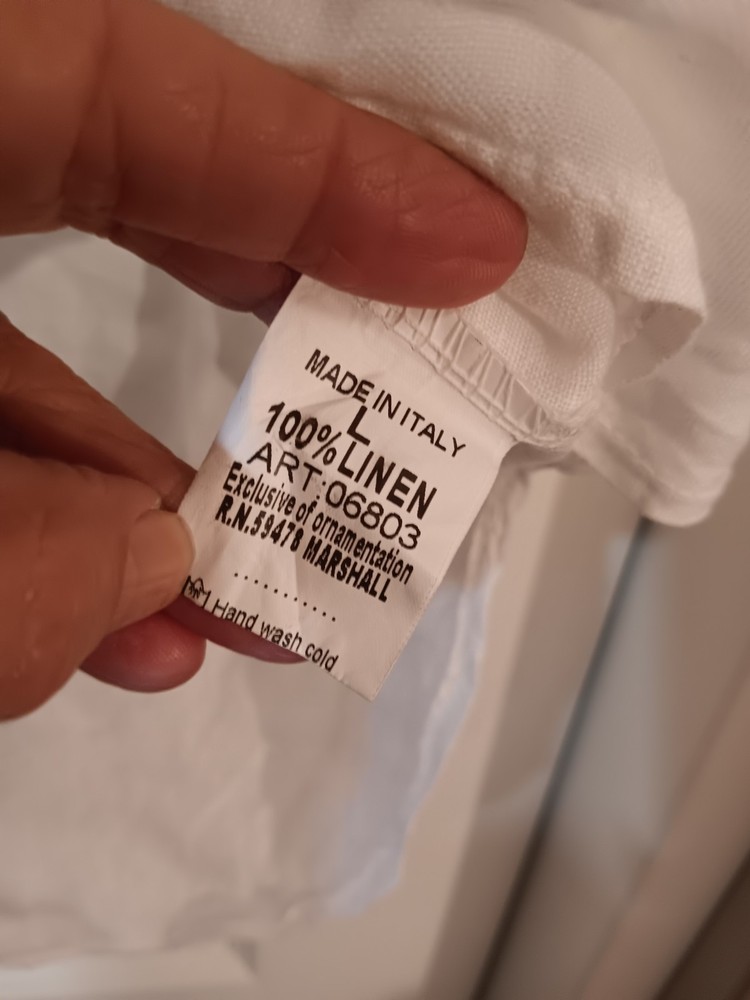 MADE IN ITALY
L
100% LINEN
ART:06803
Exclusive of ornamentation
R.N.59478 MARSHALL
...........
Hand wash cold